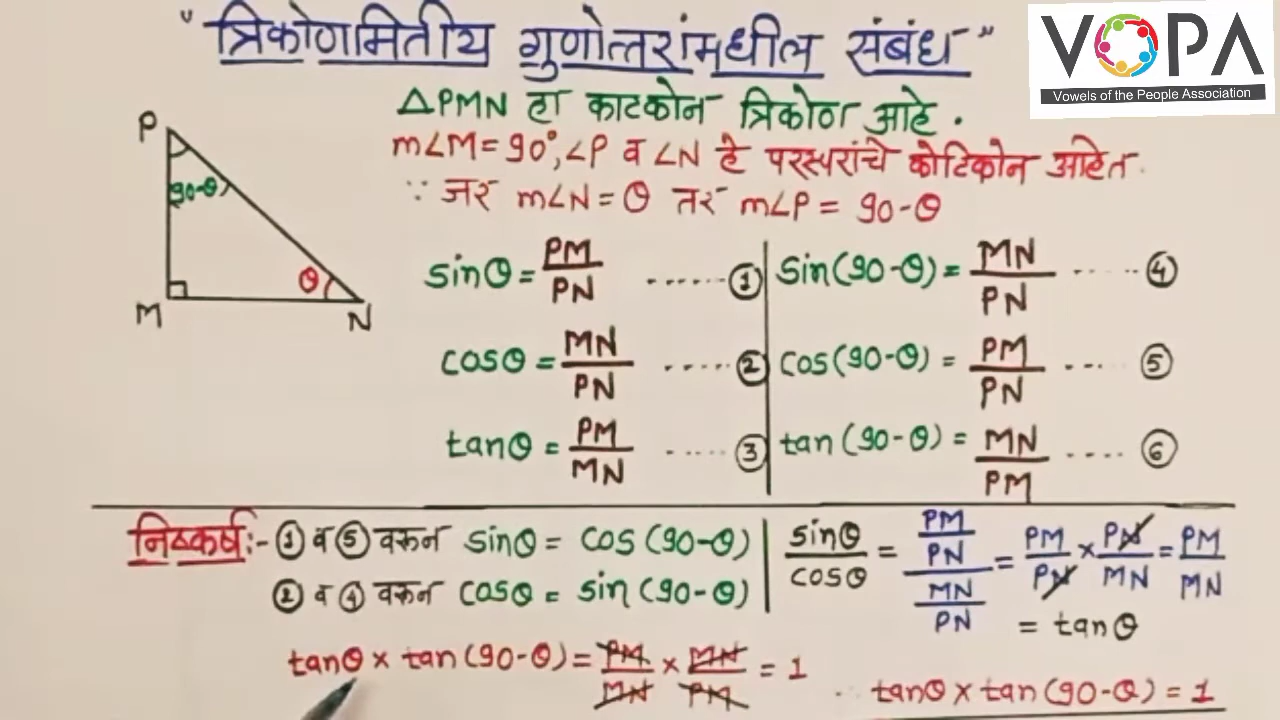 "त्रिकोणमितीय गुणोत्तरांमधील संबंध"
VOPA
Vowels of the People Association
△PMN हा काटकोन त्रिकोण आहे.
m∠M = 90°, ∠P व ∠N हे परस्परांचे कोटिकोन आहेत.
∵ जर m∠N = θ तर m∠P = 90-θ
P
90-θ
θ
M
N
sinθ = PM/PN ...... ①
sin(90-θ) = MN/PN ...... ④
cosθ = MN/PN ...... ②
cos(90-θ) = PM/PN .... ⑤
tanθ = PM/MN ...... ③
tan(90-θ) = MN/PM .... ⑥
निष्कर्ष :- ① व ⑤ वरून sinθ = cos(90-θ)
② व ④ वरून cosθ = sin(90-θ)
sinθ/cosθ = (PM/PN)/(MN/PN) = PM/PN × PN/MN = PM/MN
= tanθ
tanθ × tan(90-θ) = PM/MN × MN/PM = 1
∴ tanθ × tan(90-θ) = 1